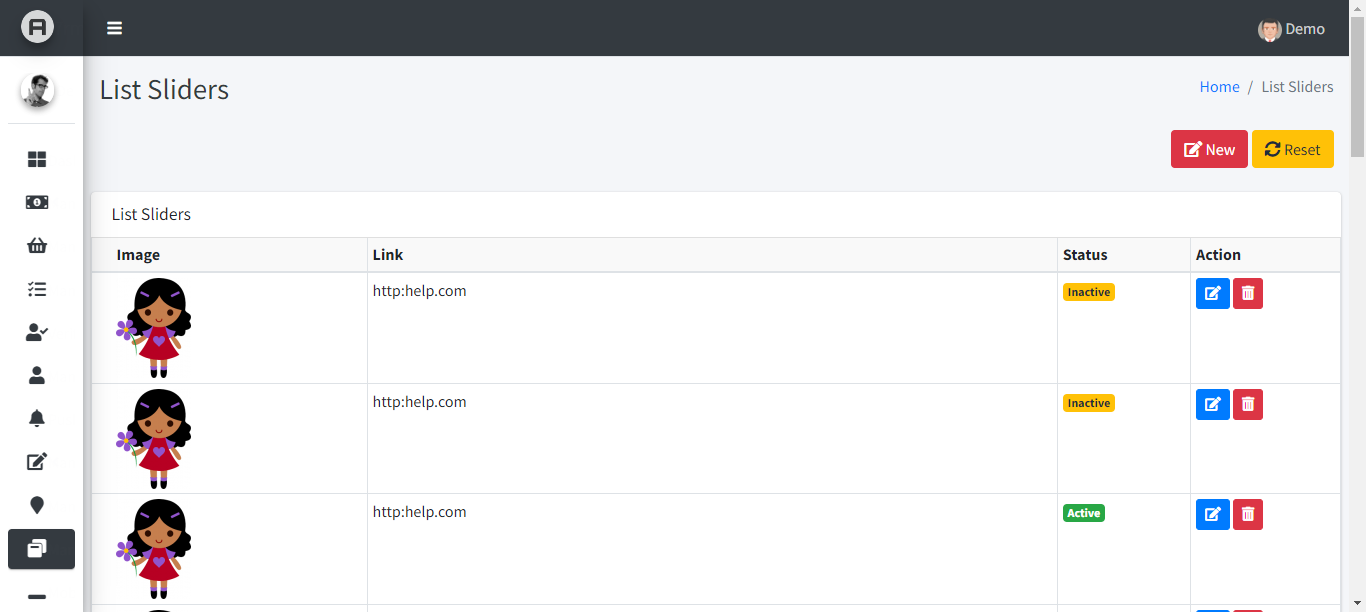 Demo
List Sliders
Home / List Sliders
New Reset
List Sliders
Image Link Status Action
http:help.com Inactive
http:help.com Inactive
http:help.com Active